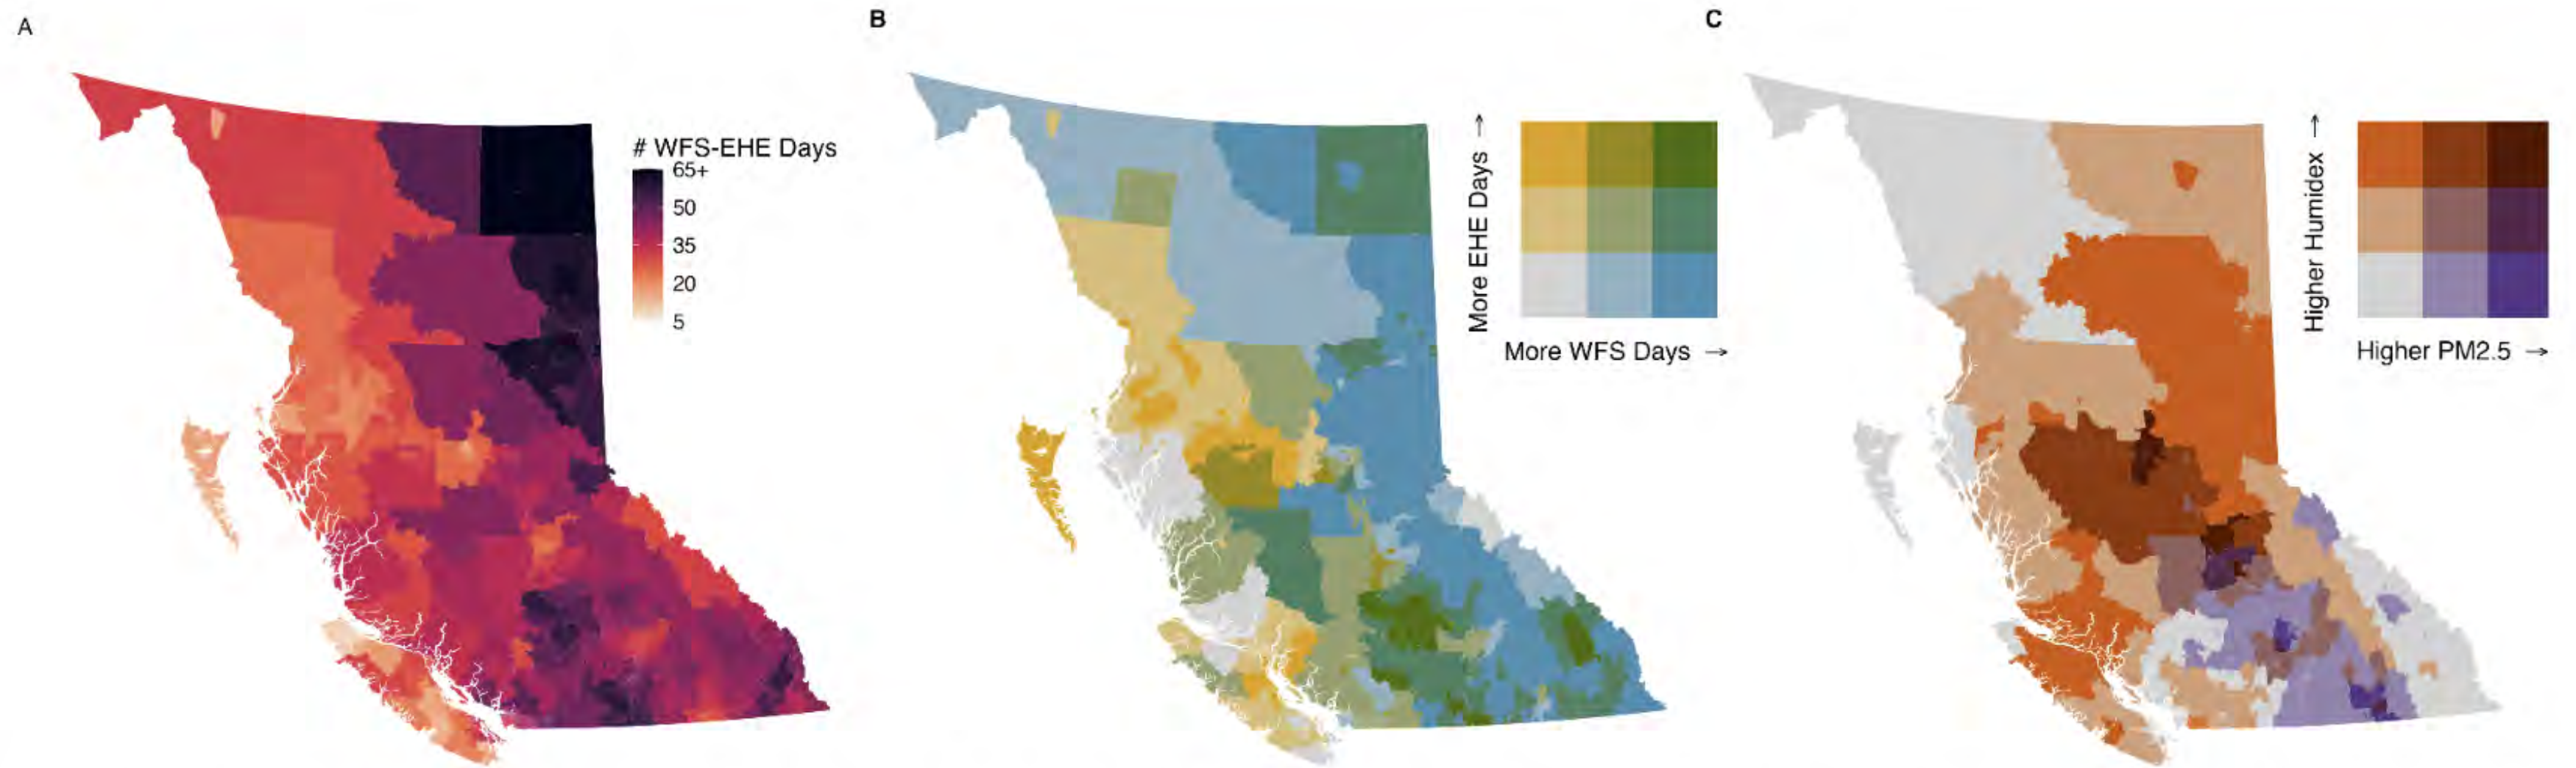 A
# WFS-EHE Days
65+
50
35
20
5
B
More EHE Days →
More WFS Days →
C
Higher Humidex →
Higher PM2.5 →